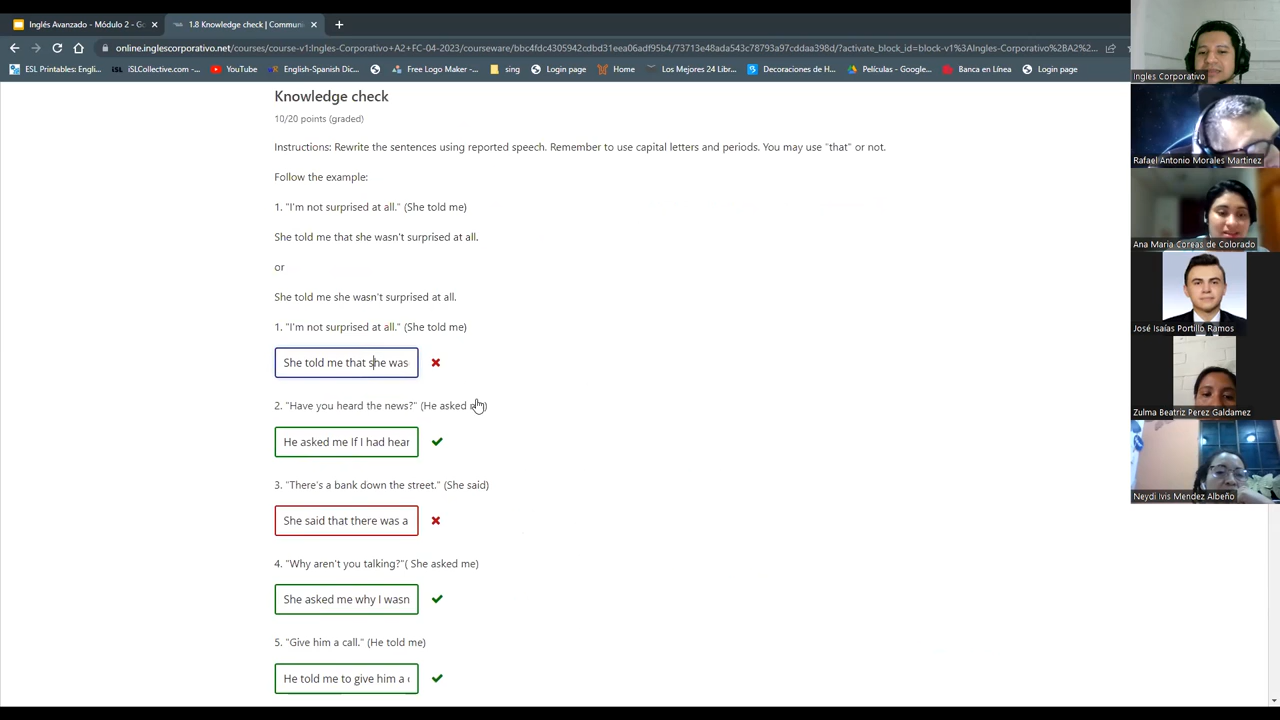 Inglés Avanzado - Módulo 2 - Go
1.8 Knowledge check | Commun
online.inglescorporativo.net/courses/course-v1:Ingles-Corporativo+A2+FC-04-2023/courseware/bbc4fdc4305942cdbd31eea06adf95b4/73713e48ada543c78793a97cddaa398d/?activate_block_id=block-v1%3AIngles-Corporativo%2BA2%...
ESL Printables: Engli...
iSLCollective.com -...
YouTube
English-Spanish Dic...
Free Logo Maker -...
sing
Login page
Home
Los Mejores 24 Libr...
Decoraciones de H...
Películas - Google...
Banca en Línea
Login page
Knowledge check
10/20 points (graded)
Instructions: Rewrite the sentences using reported speech. Remember to use capital letters and periods. You may use "that" or not.
Follow the example:
1. "I'm not surprised at all." (She told me)
She told me that she wasn't surprised at all.
or
She told me she wasn't surprised at all.
1. "I'm not surprised at all." (She told me)
She told me that she was
2. "Have you heard the news?" (He asked
He asked me If I had hear
3. "There's a bank down the street." (She said)
She said that there was a
4. "Why aren't you talking?"( She asked me)
She asked me why I wasn
5. "Give him a call." (He told me)
He told me to give him a c
Ingles Corporativo
Rafael Antonio Morales Martinez
Ana Maria Coreas de Colorado
José Isaías Portillo Ramos
Zulma Beatriz Perez Galdamez
Neydi Ivis Mendez Albeño